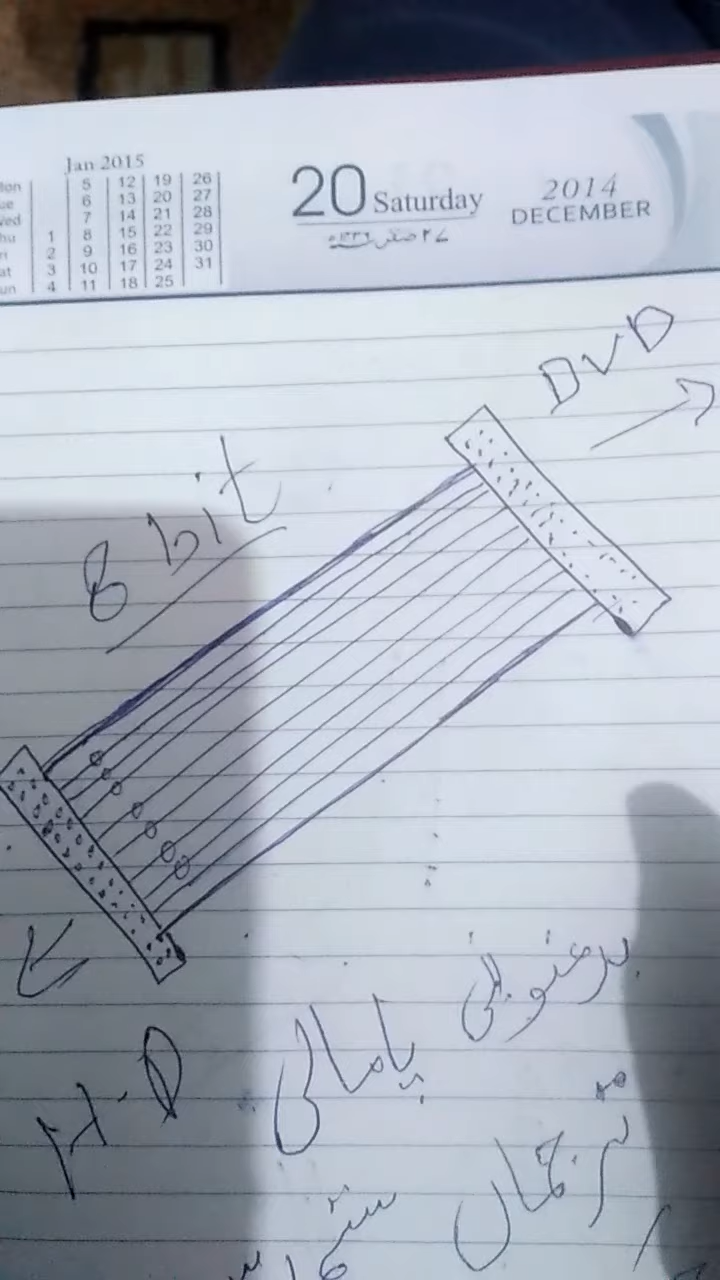 Jan 2015
5 12 19 26
6 13 20 27
7 14 21 28
1 8 15 22 29
2 9 16 23 30
3 10 17 24 31
4 11 18 25
20 Saturday
2014
DECEMBER
DVD
8 bit
H-D
پامالی
ترجمان